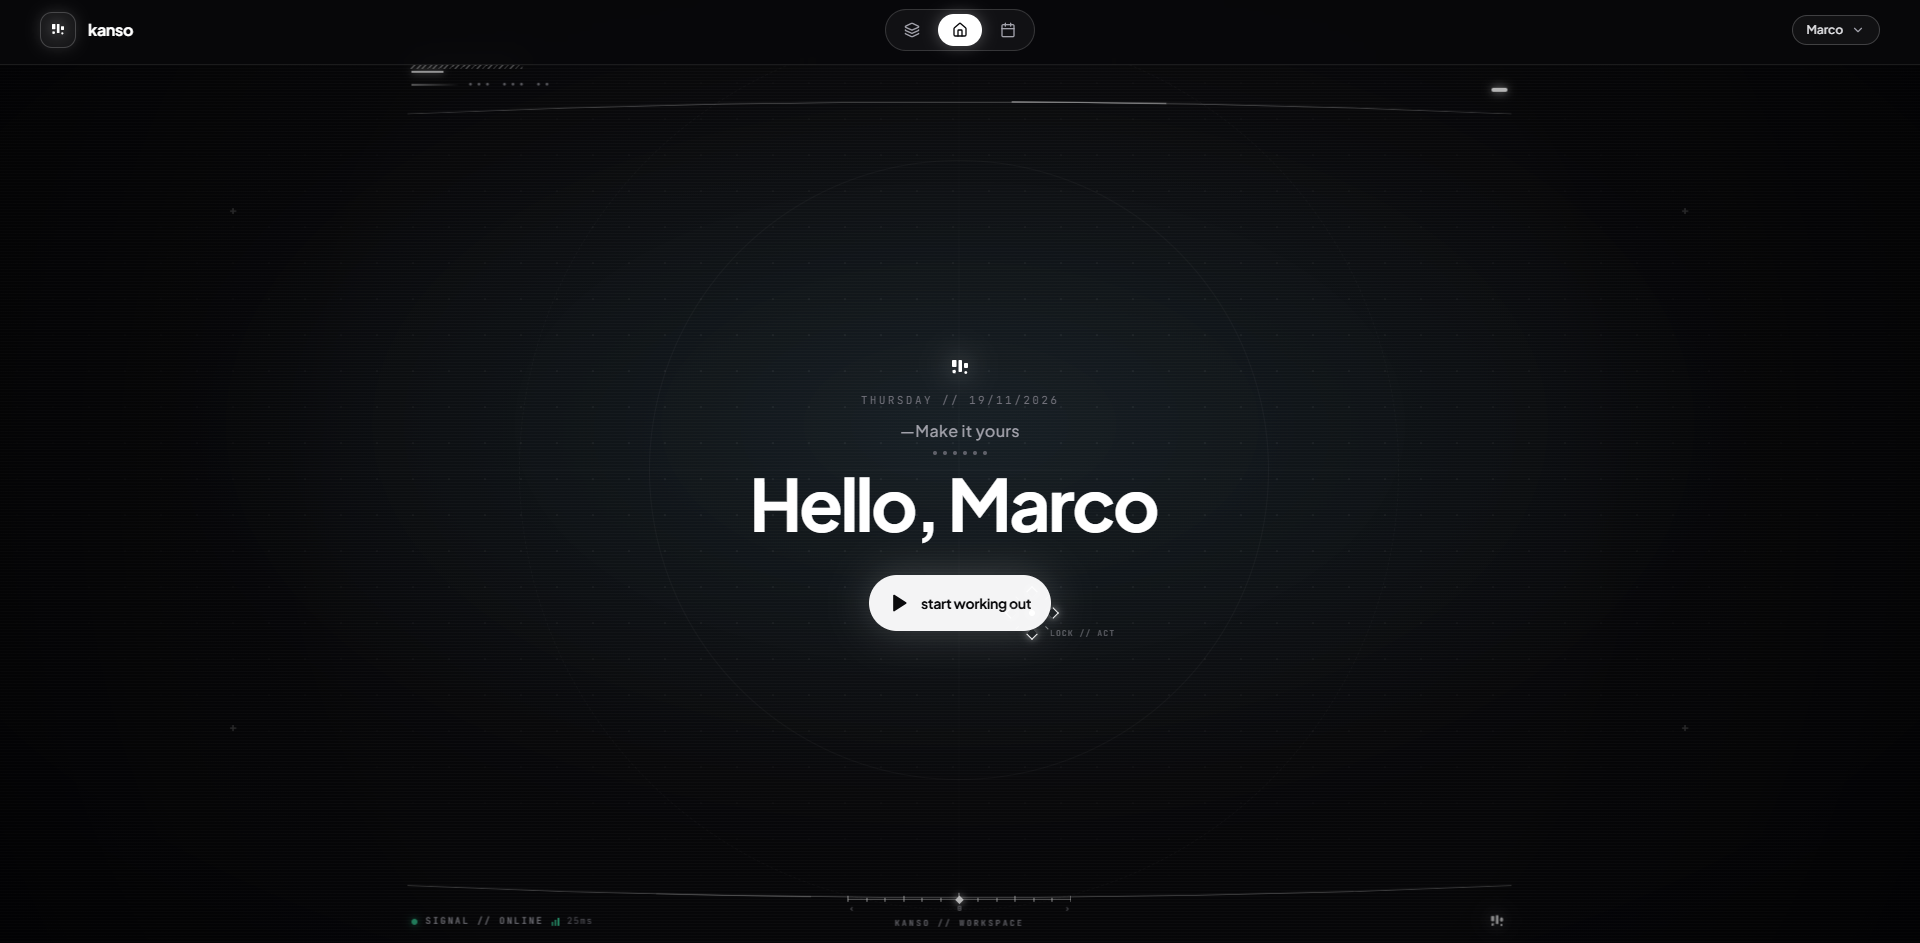 kanso
Marco
THURSDAY // 19/11/2026
—Make it yours
Hello, Marco
start working out
LOCK // ACT
SIGNAL // ONLINE 25ms
0
KANSO // WORKSPACE